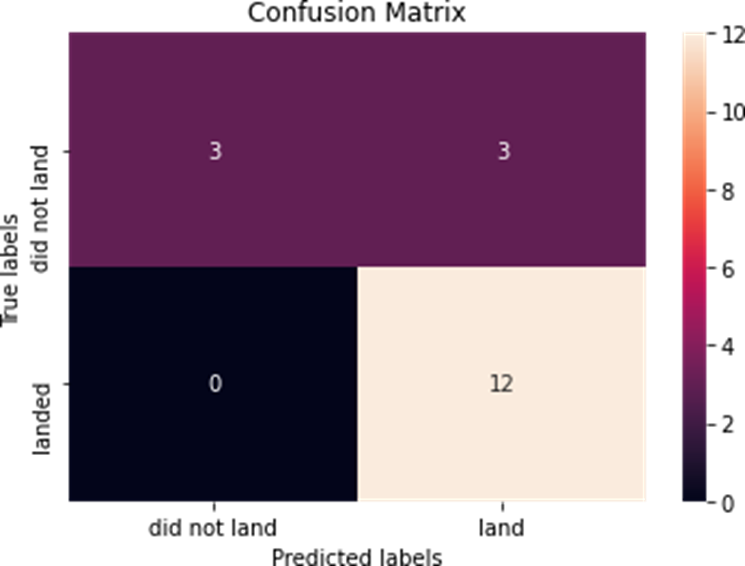 Confusion Matrix
True labels
did not land
landed
3 3
0 12
did not land land
Predicted labels
12
10
8
6
4
2
0